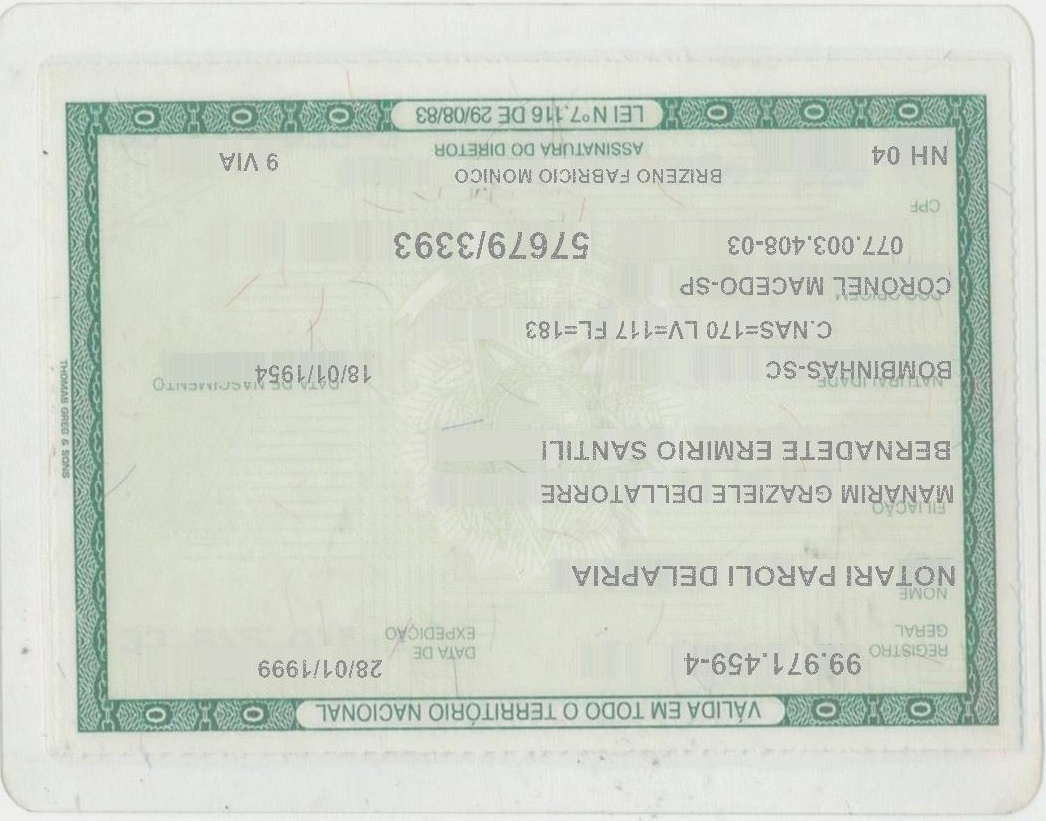 VÁLIDA EM TODO O TERRITÓRIO NACIONAL
REGISTRO GERAL 99.971.459-4 DATA DE EXPEDIÇÃO 28/01/1999
NOME
NOTARI PAROLI DELAPRIA
FILIAÇÃO
MANARIM GRAZIELE DELLATORRE
BERNADETE ERMIRIO SANTILI
NATURALIDADE DATA DE NASCIMENTO
BOMBINHAS-SC 18/01/1954
C.NAS=170 LV=117 FL=183
DOC ORIGEM
CORONEL MACEDO-SP
077.003.408-03 57679/3393
CPF
BRIZENO FABRICIO MONICO
NH 04 ASSINATURA DO DIRETOR 9 VIA
LEI Nº 7.116 DE 29/08/83
THOMAS GREG & SONS